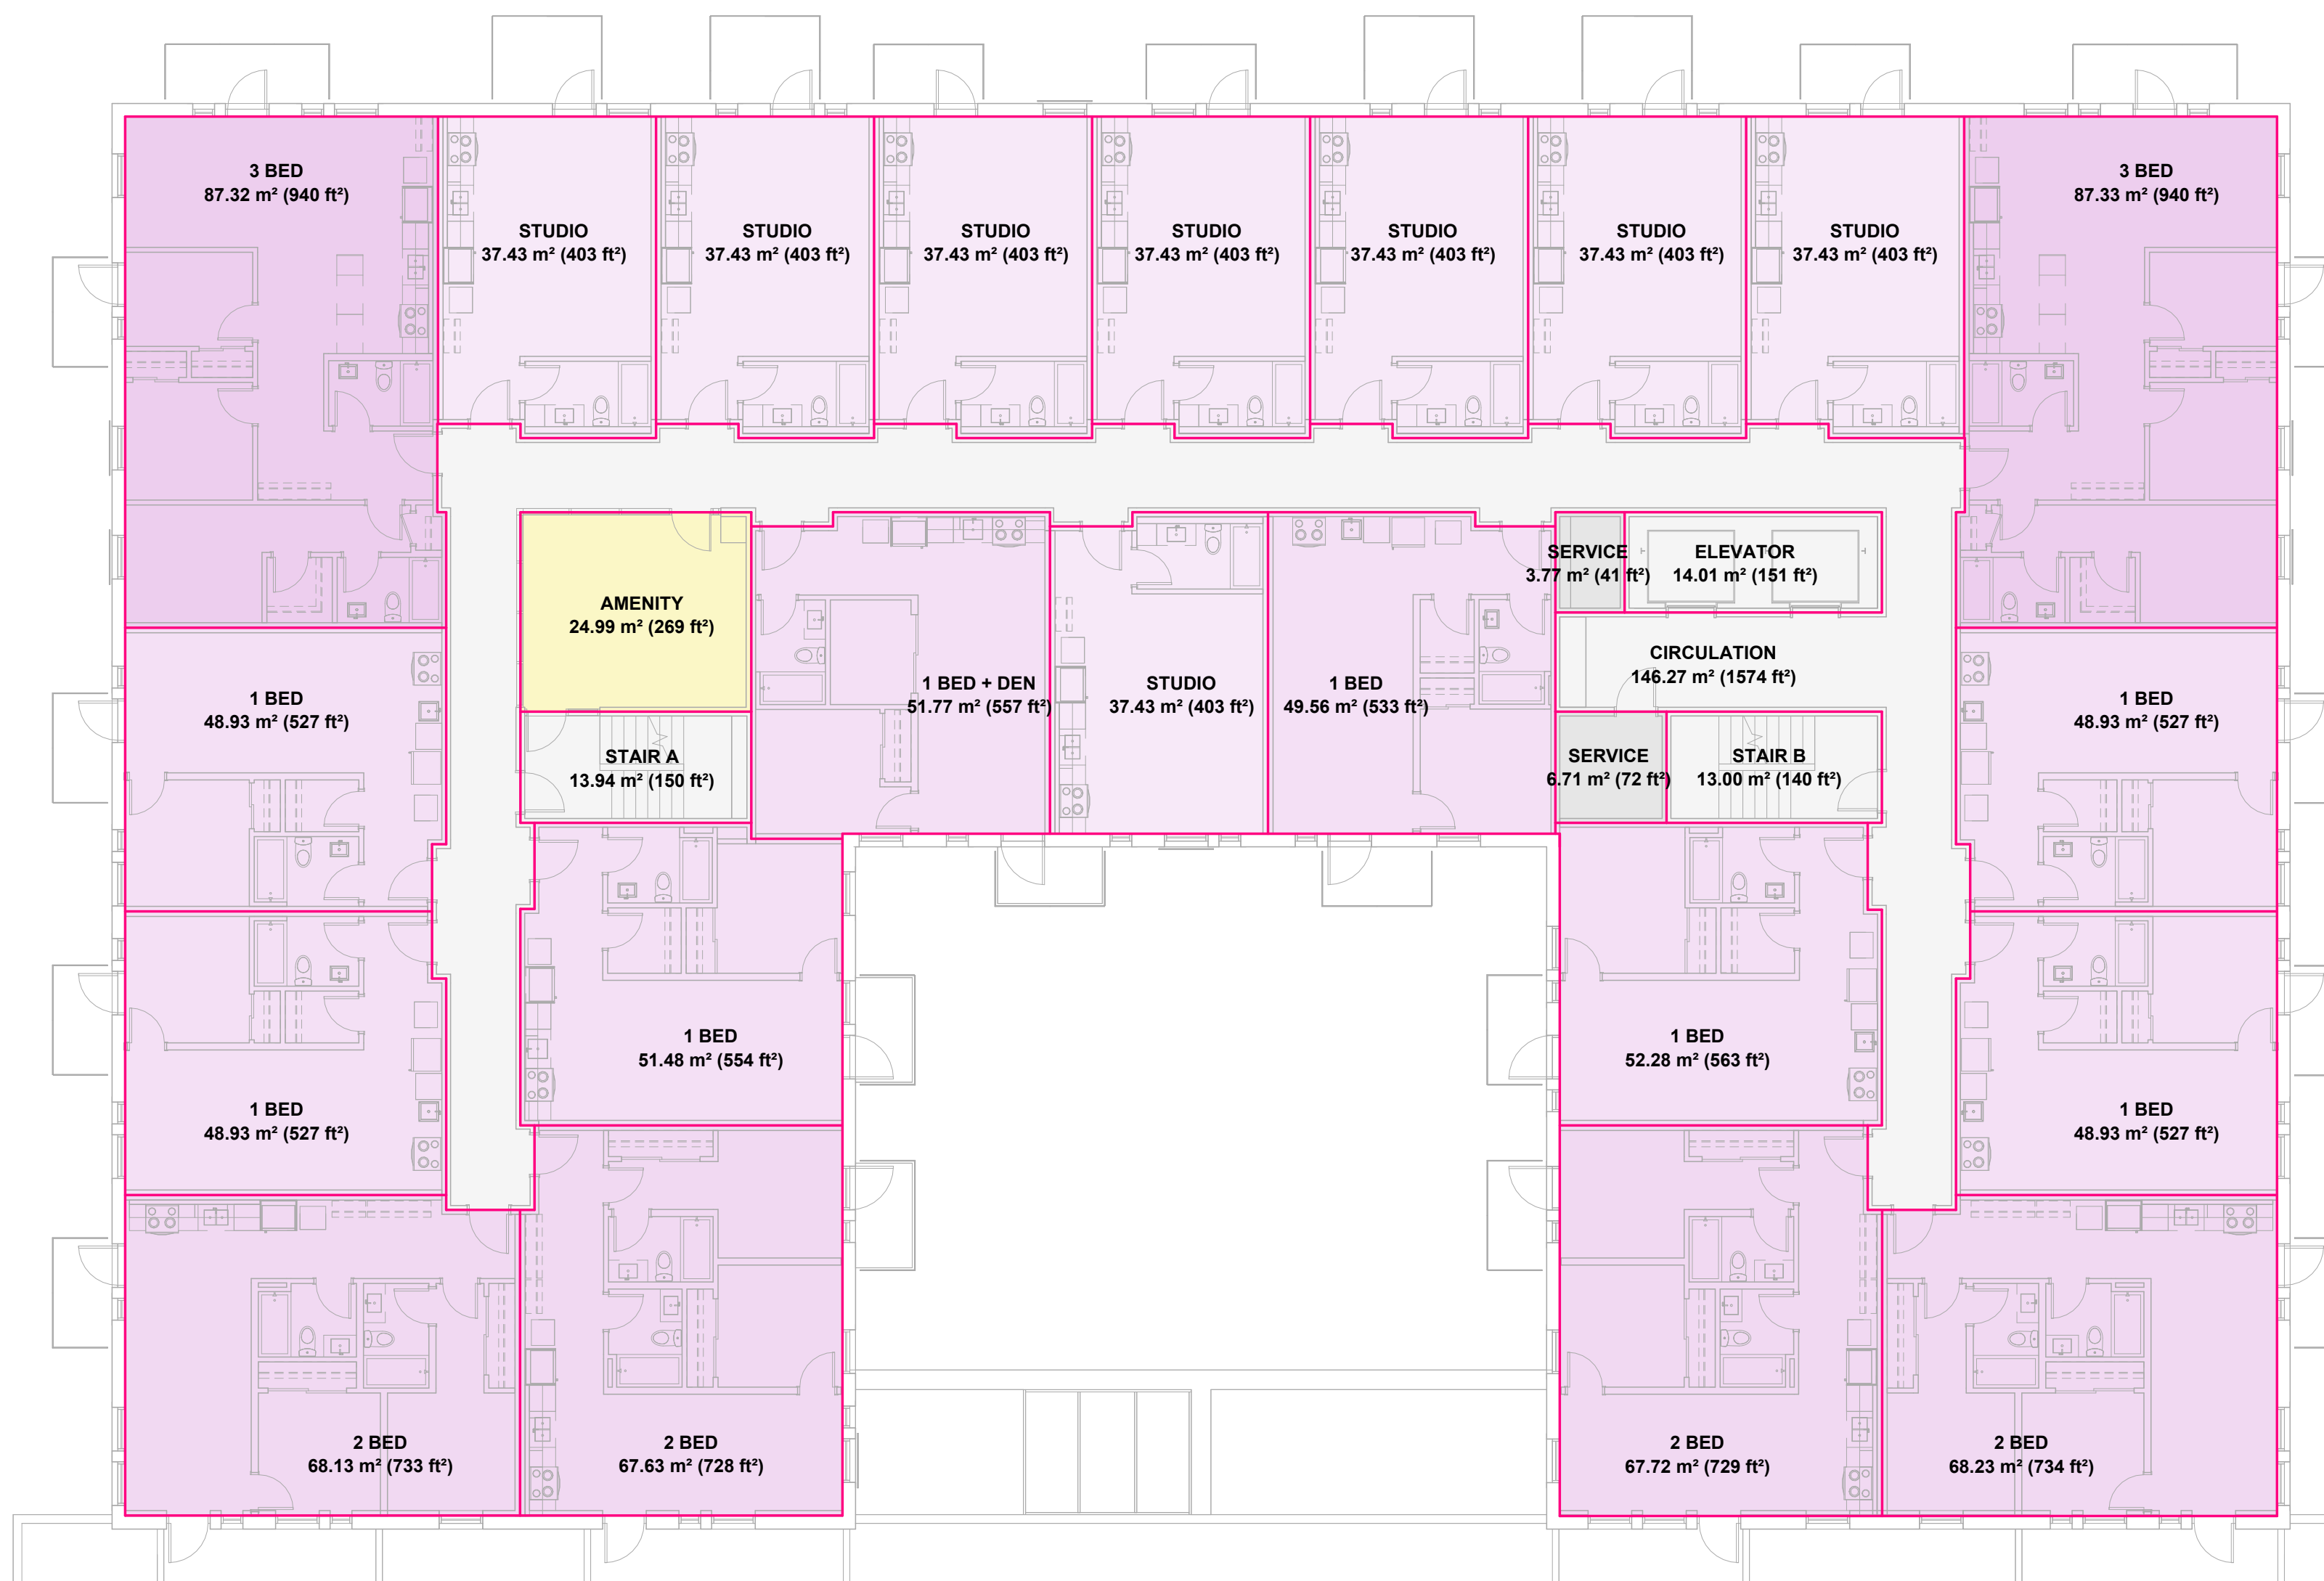 3 BED
87.32 m² (940 ft²)
STUDIO
37.43 m² (403 ft²)
STUDIO
37.43 m² (403 ft²)
STUDIO
37.43 m² (403 ft²)
STUDIO
37.43 m² (403 ft²)
STUDIO
37.43 m² (403 ft²)
STUDIO
37.43 m² (403 ft²)
STUDIO
37.43 m² (403 ft²)
3 BED
87.33 m² (940 ft²)
AMENITY
24.99 m² (269 ft²)
SERVICE
3.77 m² (41 ft²)
ELEVATOR
14.01 m² (151 ft²)
CIRCULATION
146.27 m² (1574 ft²)
1 BED
48.93 m² (527 ft²)
STAIR A
13.94 m² (150 ft²)
1 BED + DEN
51.77 m² (557 ft²)
STUDIO
37.43 m² (403 ft²)
1 BED
49.56 m² (533 ft²)
SERVICE
6.71 m² (72 ft²)
STAIR B
13.00 m² (140 ft²)
1 BED
48.93 m² (527 ft²)
1 BED
48.93 m² (527 ft²)
1 BED
51.48 m² (554 ft²)
1 BED
52.28 m² (563 ft²)
1 BED
48.93 m² (527 ft²)
2 BED
68.13 m² (733 ft²)
2 BED
67.63 m² (728 ft²)
2 BED
67.72 m² (729 ft²)
2 BED
68.23 m² (734 ft²)